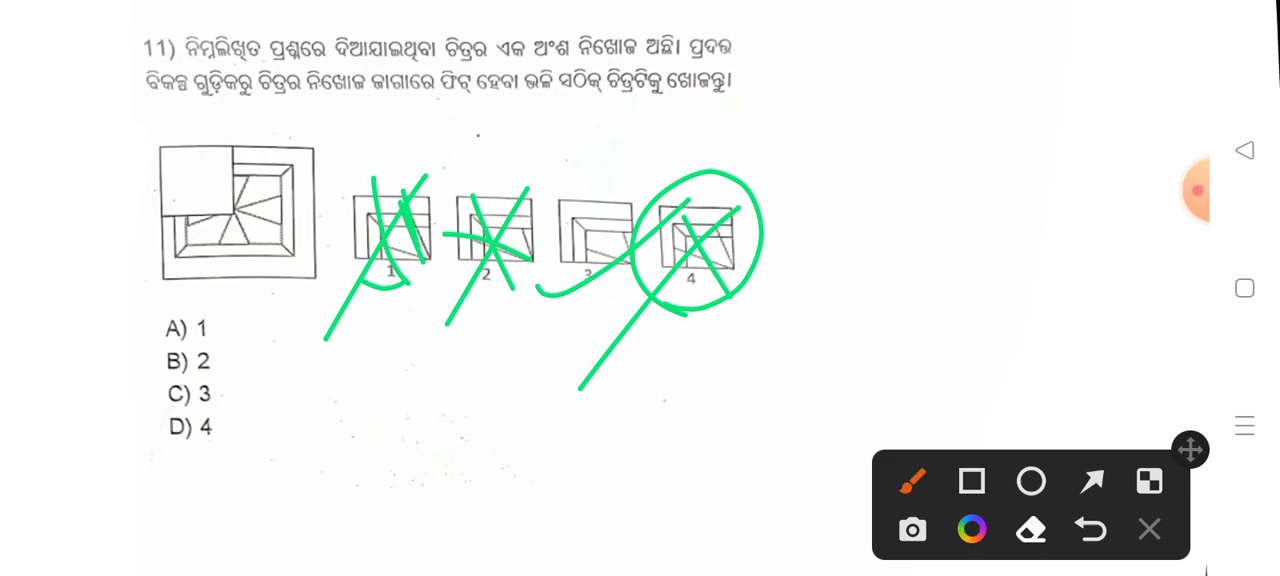 11) ନିମ୍ନଲିଖିତ ପ୍ରଶ୍ନରେ ଦିଆଯାଇଥିବା ଚିତ୍ରର ଏକ ଅଂଶ ନିଖୋଜ ଅଛି। ପ୍ରଦତ୍ତ
ବିକଳ୍ପ ଗୁଡ଼ିକରୁ ଚିତ୍ରର ନିଖୋଜ ଜାଗାରେ ଫିଟ୍ ହେବା ଭଳି ସଠିକ୍ ଚିତ୍ରଟିକୁ ଖୋଜନ୍ତୁ।
1 2 3 4
A) 1
B) 2
C) 3
D) 4